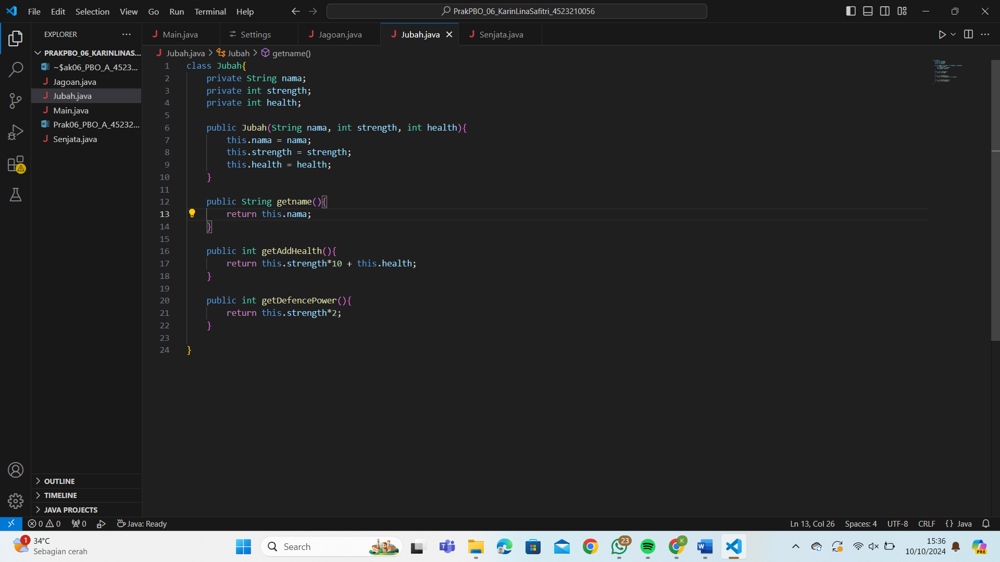 File Edit Selection View Go Run Terminal Help
PrakPBO_06_KarinLinaSafitri_4523210056
EXPLORER
Main.java
Settings
Jagoan.java
Jubah.java
Senjata.java
PRAKPBO_06_KARINLINAS...
~$ak06_PBO_A_4523...
Jagoan.java
Jubah.java
Main.java
Prak06_PBO_A_45232...
Senjata.java
Jubah.java > Jubah > getname()
1 class Jubah{
2 private String nama;
3 private int strength;
4 private int health;
5
6 public Jubah(String nama, int strength, int health){
7 this.nama = nama;
8 this.strength = strength;
9 this.health = health;
10 }
11
12 public String getname(){
13 return this.nama;
14 }
15
16 public int getAddHealth(){
17 return this.strength*10 + this.health;
18 }
19
20 public int getDefencePower(){
21 return this.strength*2;
22 }
23
24 }
OUTLINE
TIMELINE
JAVA PROJECTS
0 0 0 Java: Ready
Ln 13, Col 26 Spaces: 4 UTF-8 CRLF {} Java
1
34°C
Sebagian cerah
Search
23
K
15:36
10/10/2024
PRE